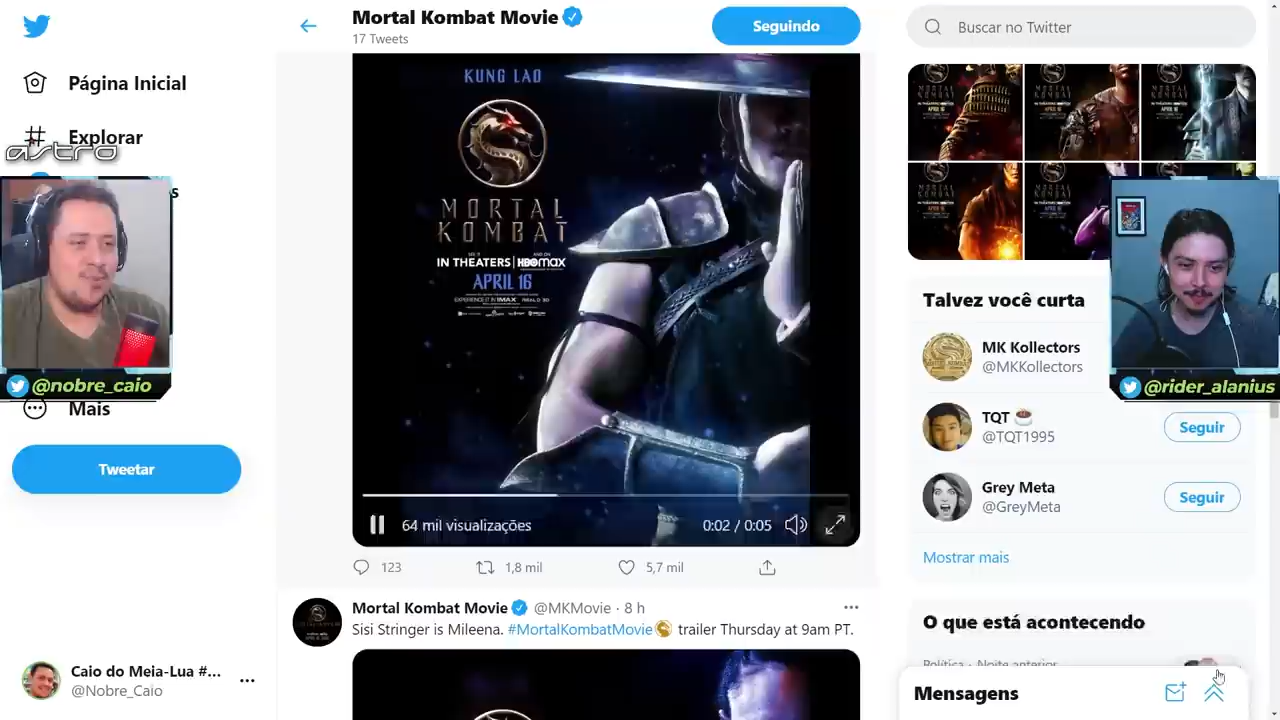 Mortal Kombat Movie
17 Tweets
Seguindo
Buscar no Twitter
Página Inicial
Explorar
astro
s
@nobre_caio
Mais
Tweetar
Caio do Meia-Lua #...
@Nobre_Caio
KUNG LAO
MORTAL
KOMBAT
IN THEATERS | HBOMAX
APRIL 16
64 mil visualizações
0:02 / 0:05
123
1,8 mil
5,7 mil
Mortal Kombat Movie @MKMovie · 8 h
Sisi Stringer is Mileena. #MortalKombatMovie trailer Thursday at 9am PT.
Talvez você curta
MK Kollectors
@MKKollectors
@rider_alanius
TQT
@TQT1995
Seguir
Grey Meta
@GreyMeta
Seguir
Mostrar mais
O que está acontecendo
Política · Noite anterior
Mensagens